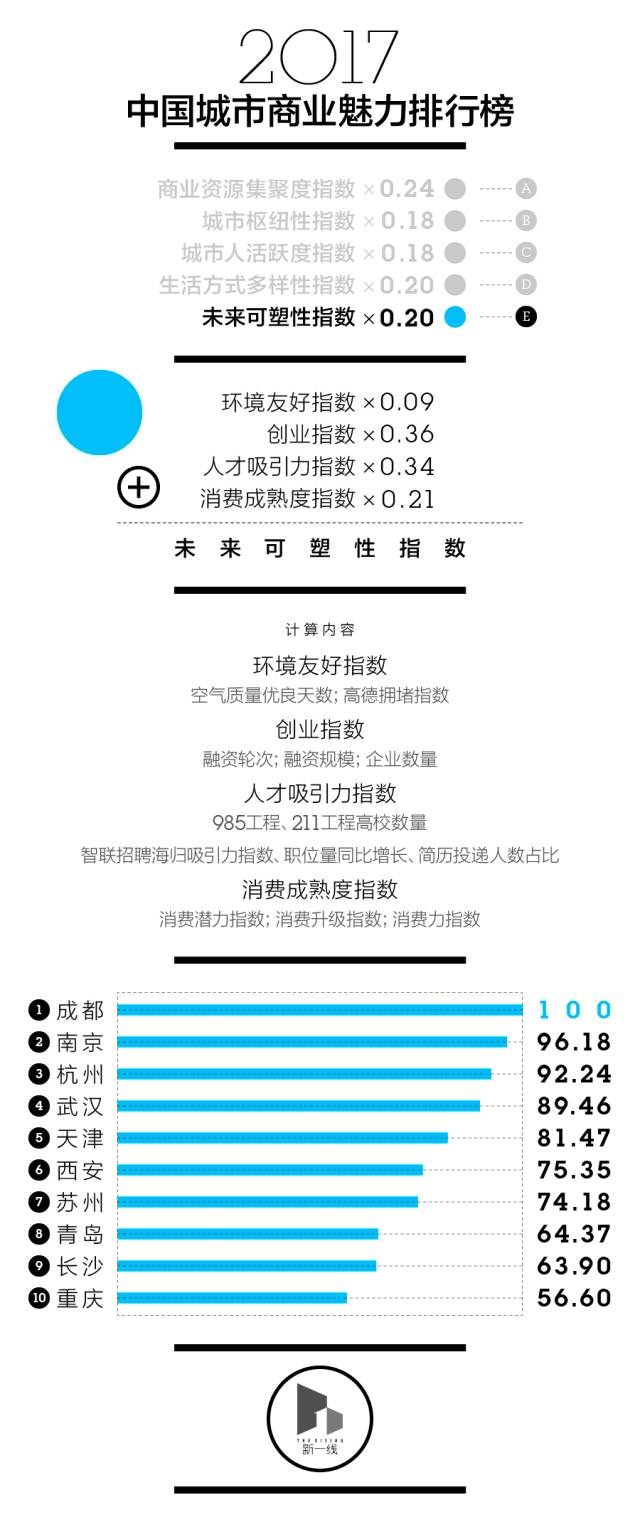 2017
中国城市商业魅力排行榜
商业资源集聚度指数 ×0.24 A
城市枢纽性指数 ×0.18 B
城市人活跃度指数 ×0.18 C
生活方式多样性指数 ×0.20 D
未来可塑性指数 ×0.20 E
环境友好指数 ×0.09
创业指数 ×0.36
人才吸引力指数 ×0.34
消费成熟度指数 ×0.21
未来可塑性指数
计算内容
环境友好指数
空气质量优良天数; 高德拥堵指数
创业指数
融资轮次; 融资规模; 企业数量
人才吸引力指数
985工程、211工程高校数量
智联招聘海归吸引力指数、职位量同比增长、简历投递人数占比
消费成熟度指数
消费潜力指数; 消费升级指数; 消费力指数
1 成都 100
2 南京 96.18
3 杭州 92.24
4 武汉 89.46
5 天津 81.47
6 西安 75.35
7 苏州 74.18
8 青岛 64.37
9 长沙 63.90
10 重庆 56.60
THE RISING
新一线